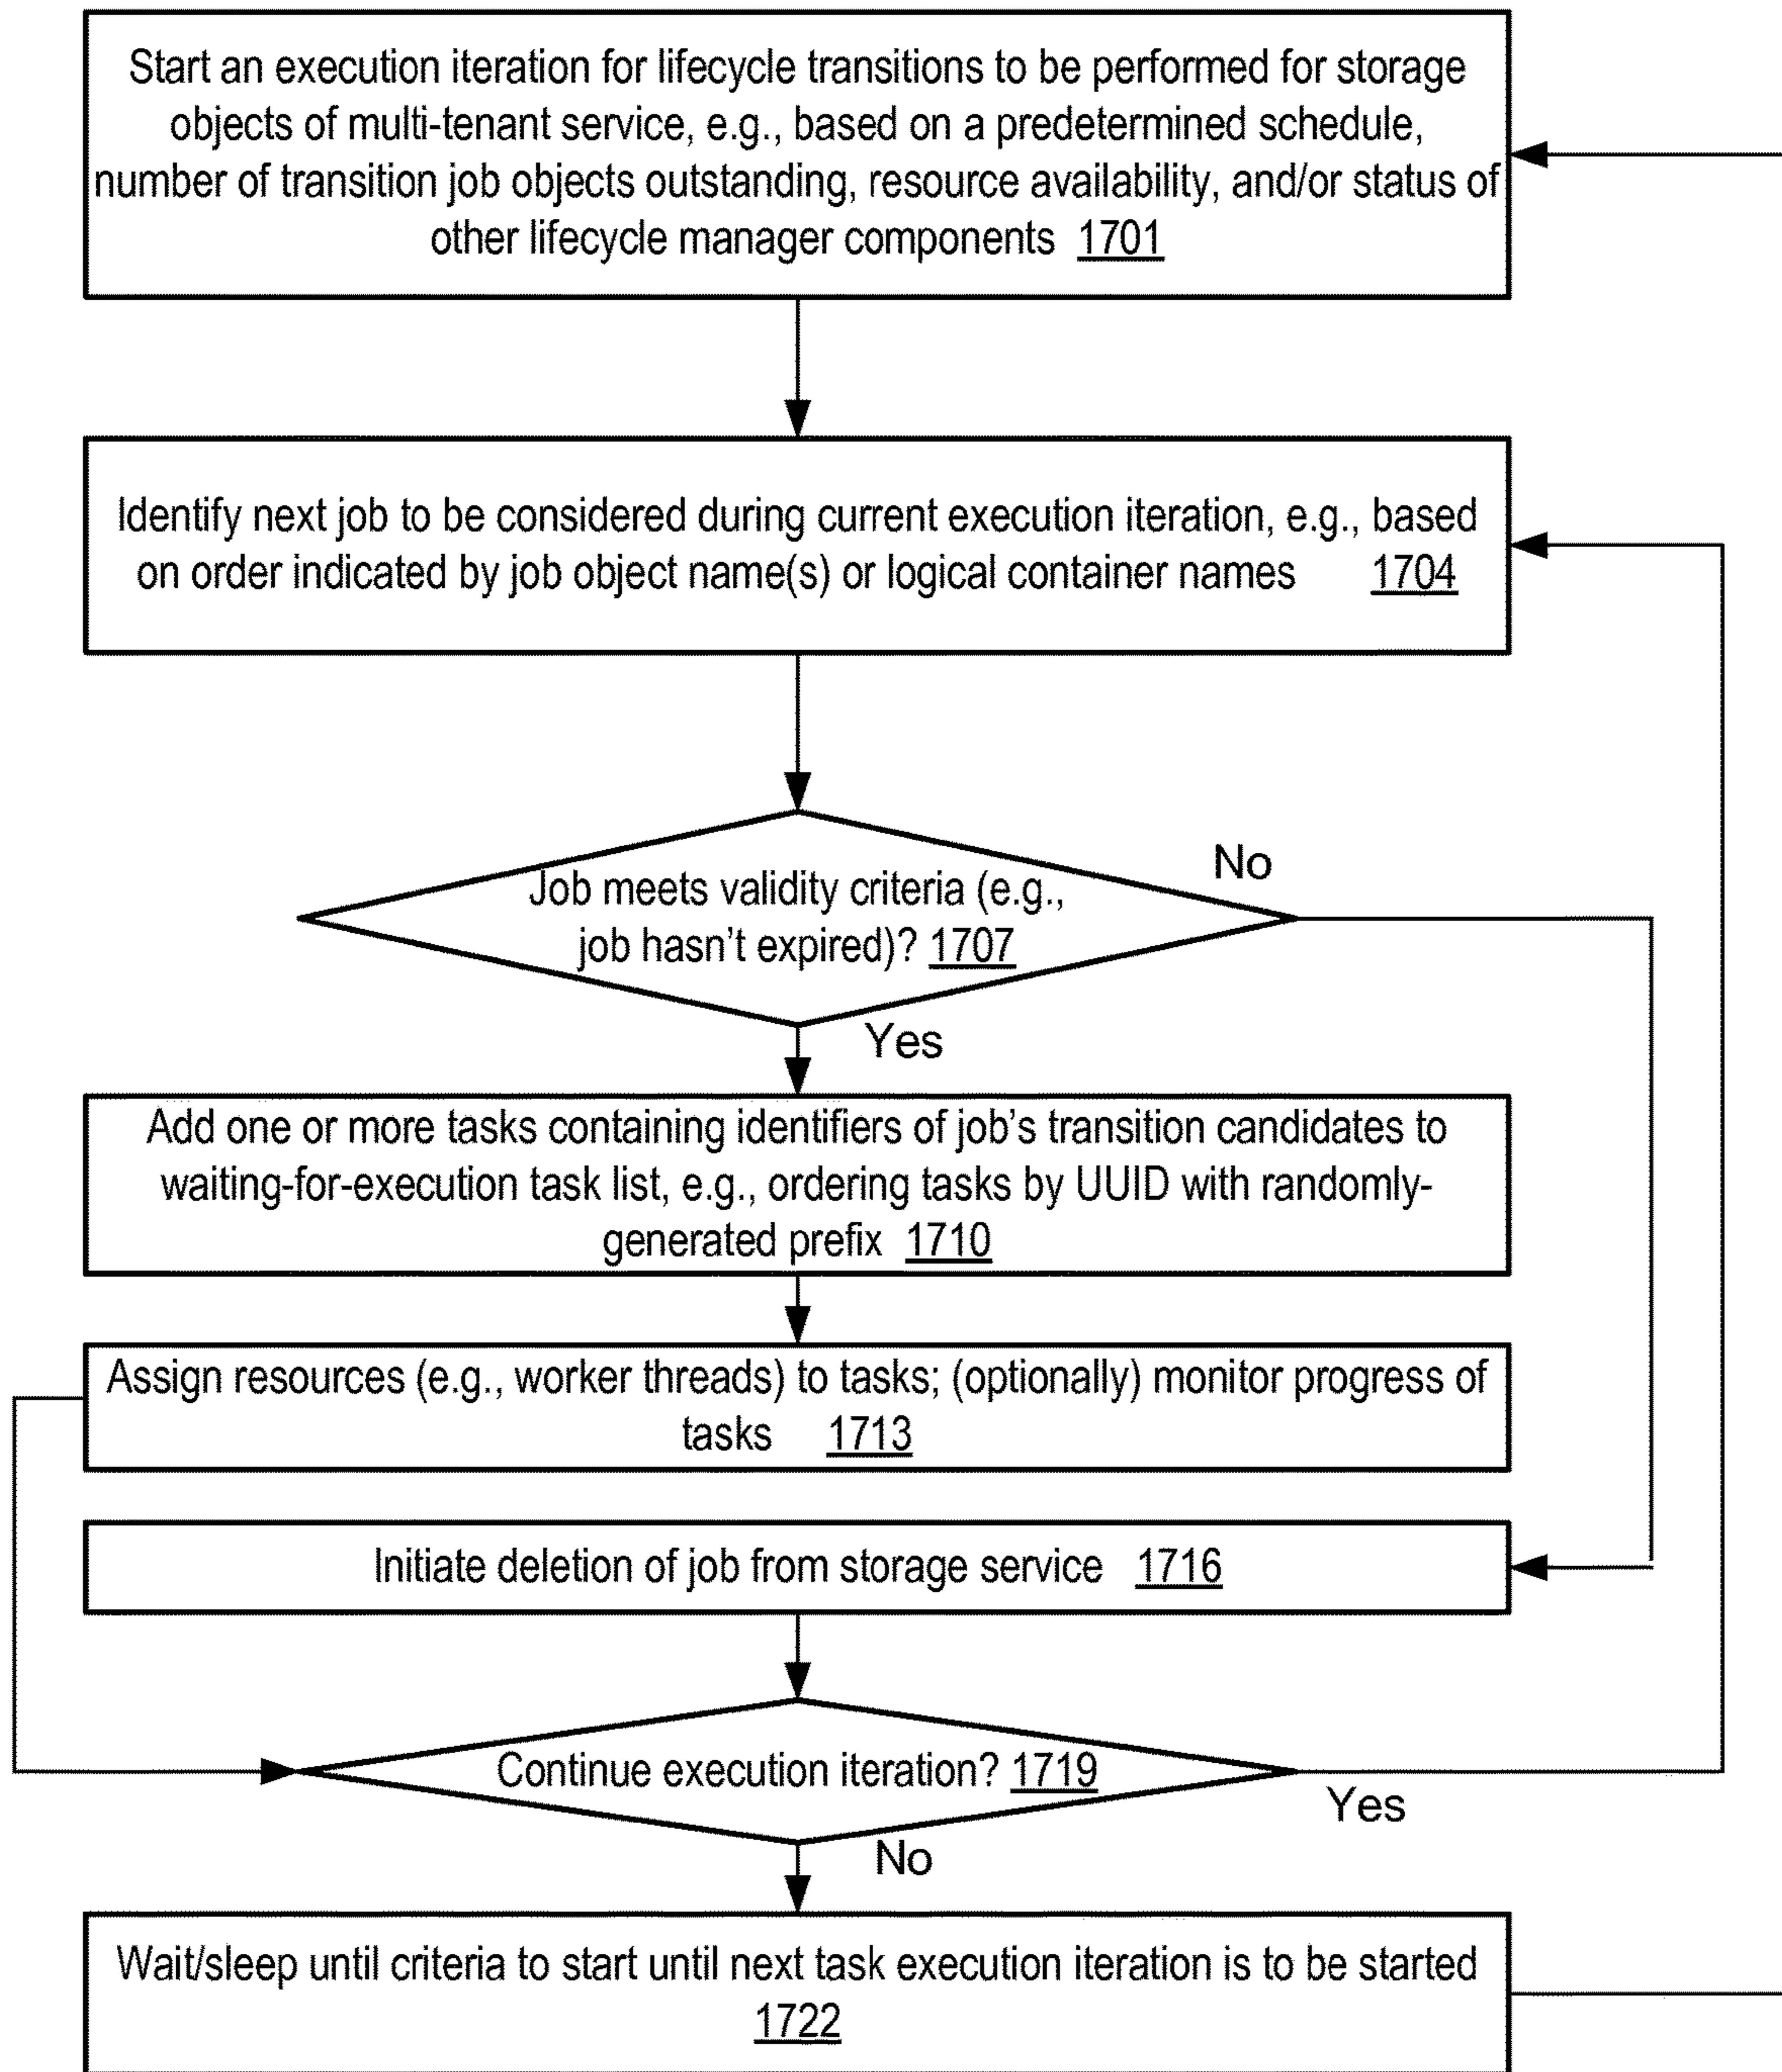 Start an execution iteration for lifecycle transitions to be performed for storage
objects of multi-tenant service, e.g., based on a predetermined schedule,
number of transition job objects outstanding, resource availability, and/or status of
other lifecycle manager components 1701
Identify next job to be considered during current execution iteration, e.g., based
on order indicated by job object name(s) or logical container names 1704
No
Job meets validity criteria (e.g.,
job hasn't expired)? 1707
Yes
Add one or more tasks containing identifiers of job's transition candidates to
waiting-for-execution task list, e.g., ordering tasks by UUID with randomly-
generated prefix 1710
Assign resources (e.g., worker threads) to tasks; (optionally) monitor progress of
tasks 1713
Initiate deletion of job from storage service 1716
Continue execution iteration? 1719
Yes
No
Wait/sleep until criteria to start until next task execution iteration is to be started
1722